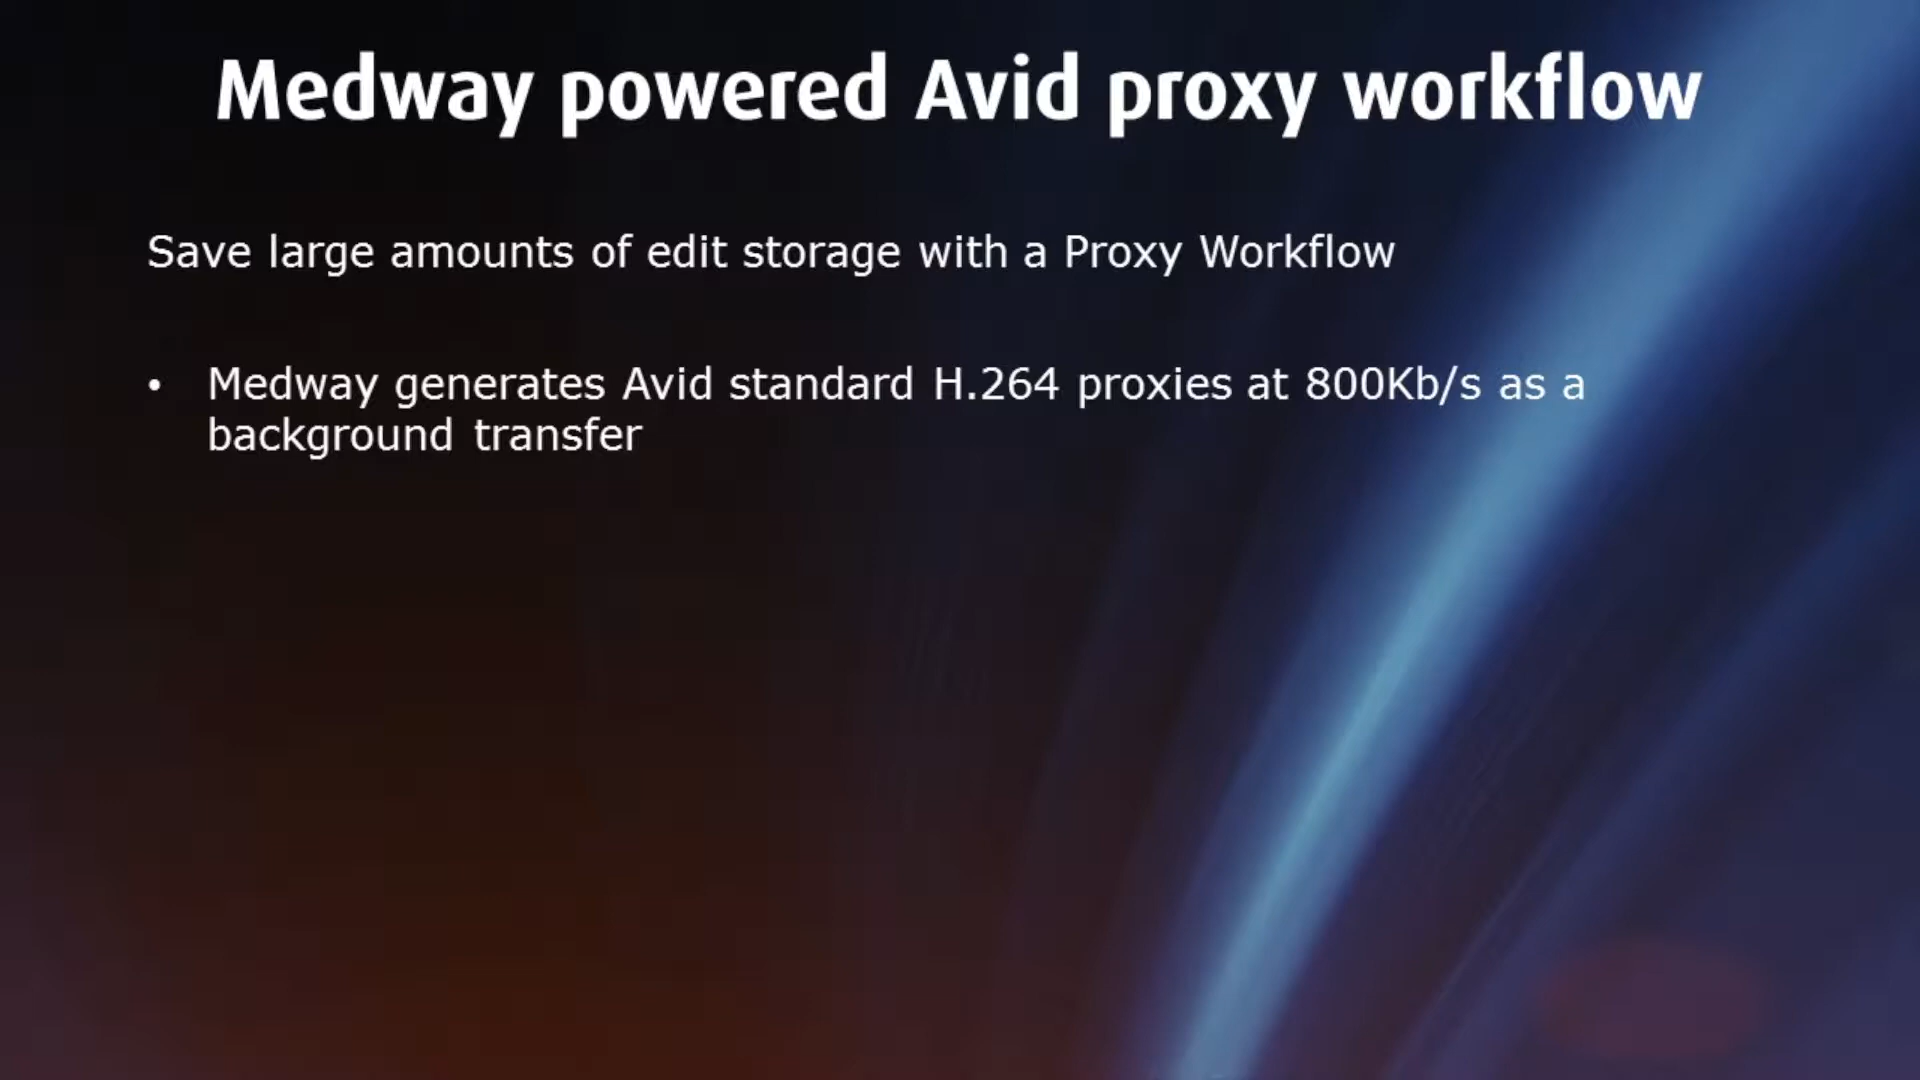 Medway powered Avid proxy workflow
Save large amounts of edit storage with a Proxy Workflow
• Medway generates Avid standard H.264 proxies at 800Kb/s as a
background transfer